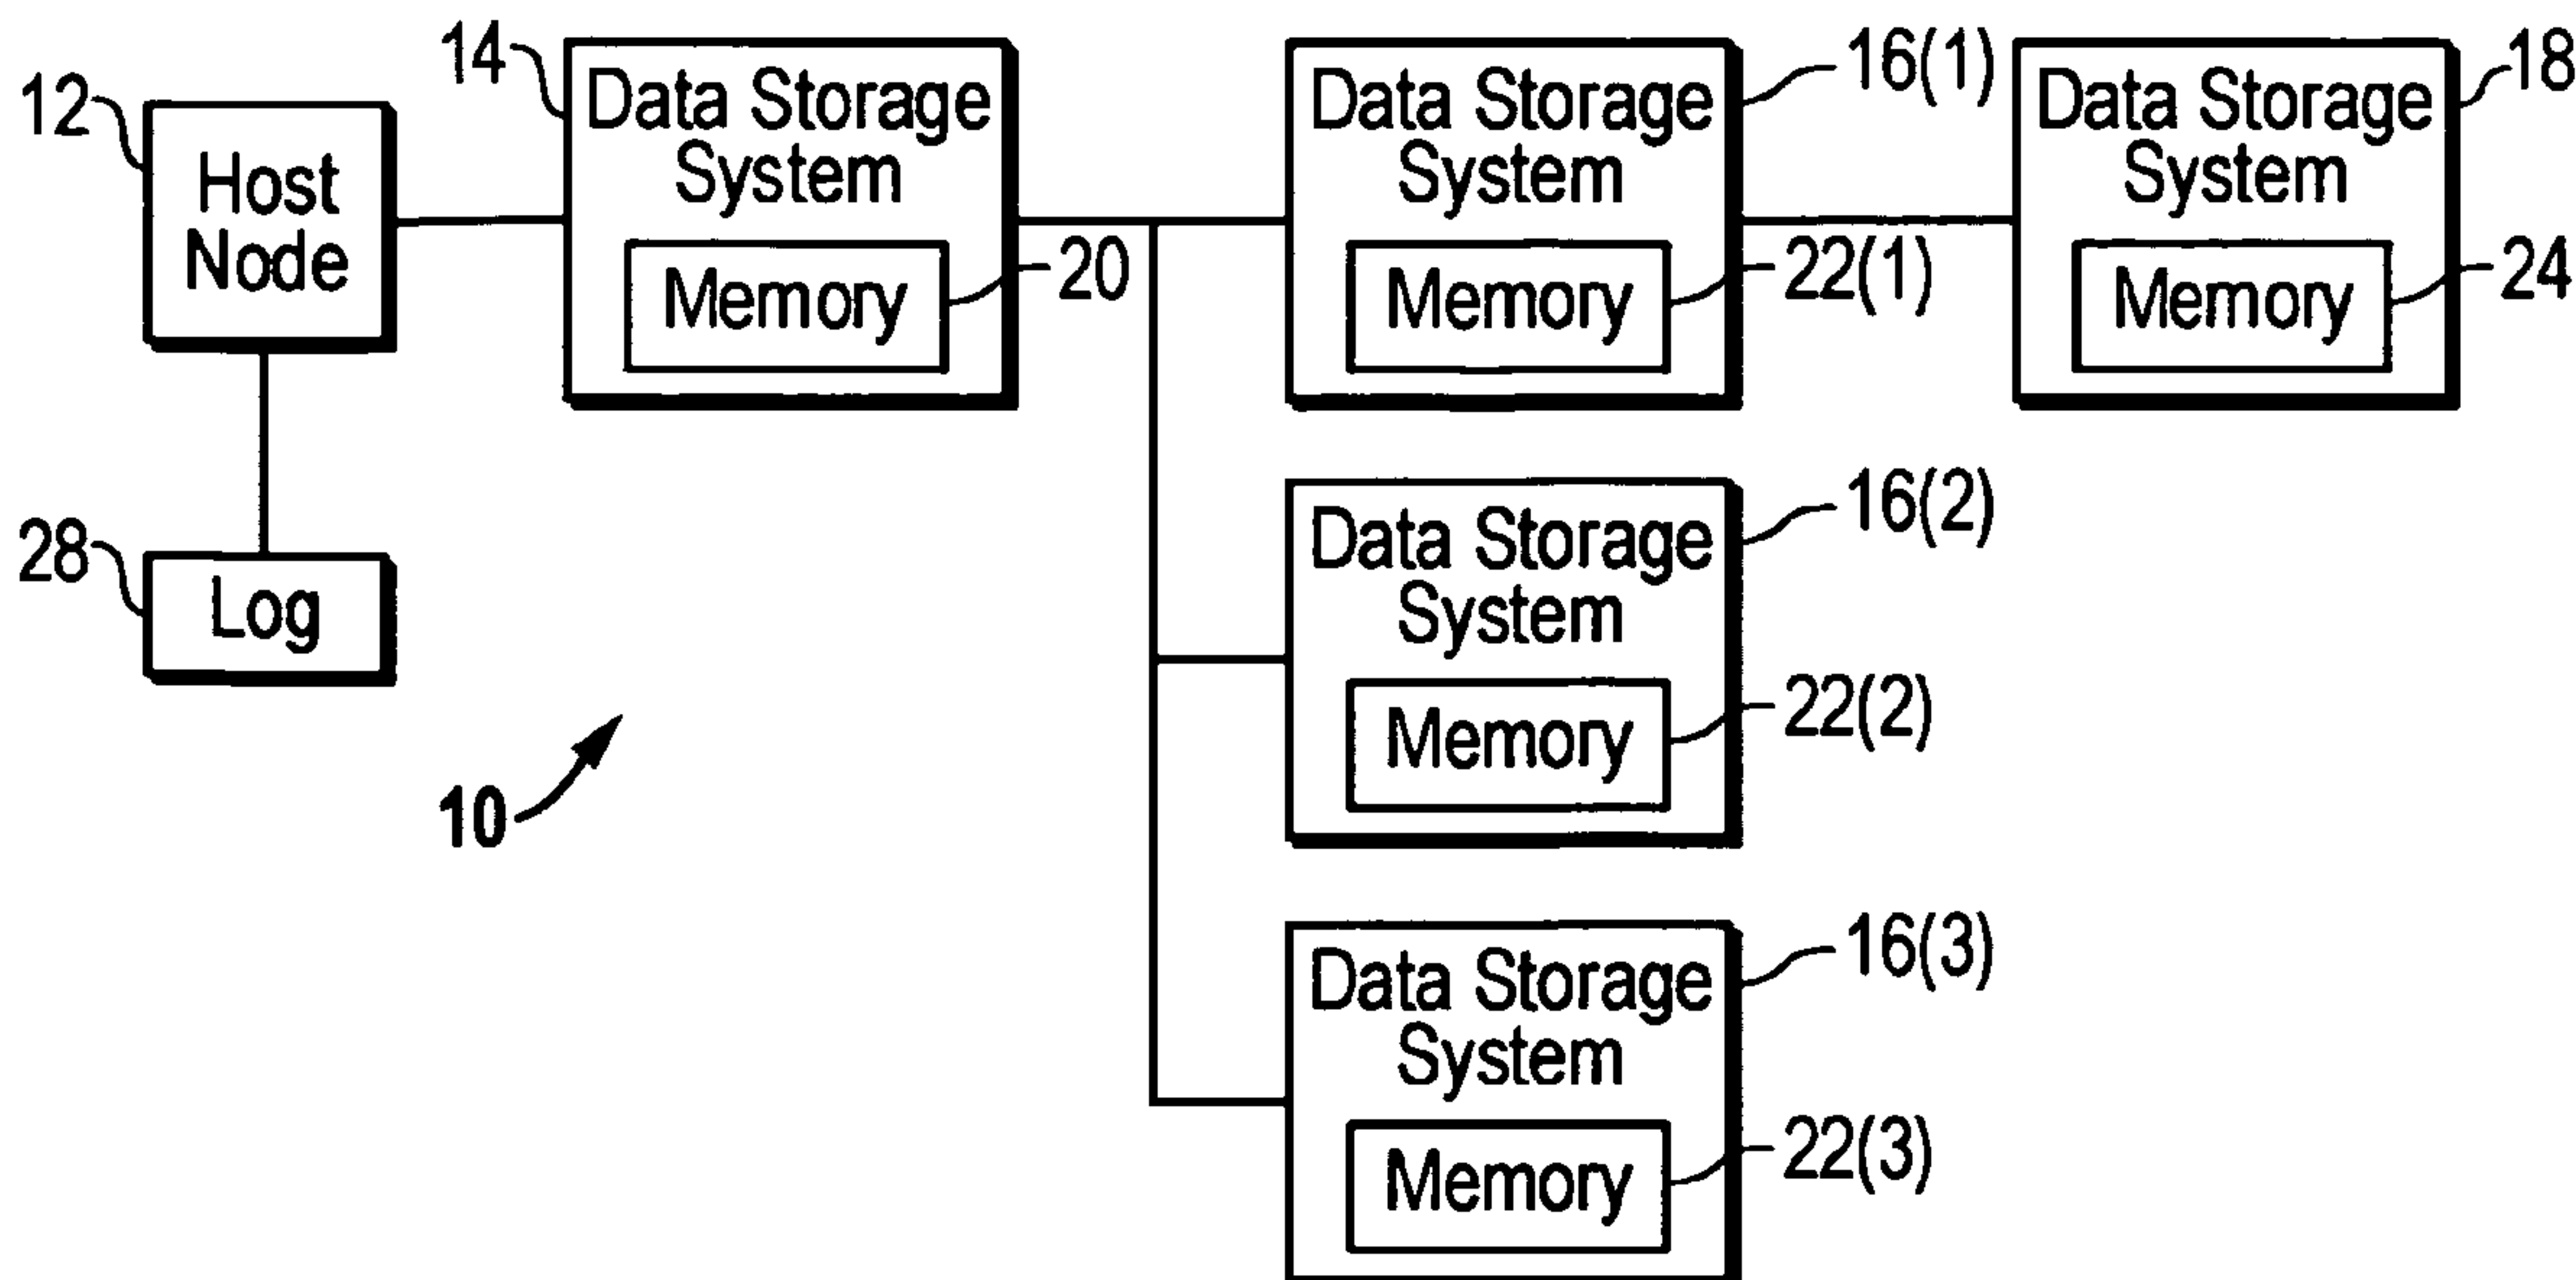 12
Host
Node
28
Log
10
14
Data Storage
System
Memory
20
16(1)
Data Storage
System
Memory
22(1)
18
Data Storage
System
Memory
24
16(2)
Data Storage
System
Memory
22(2)
16(3)
Data Storage
System
Memory
22(3)